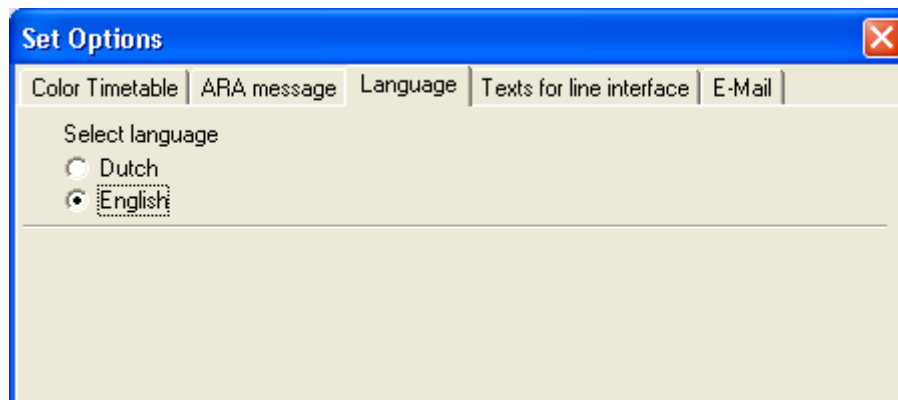 Set Options
Color Timetable ARA message Language Texts for line interface E-Mail
Select language
Dutch
English